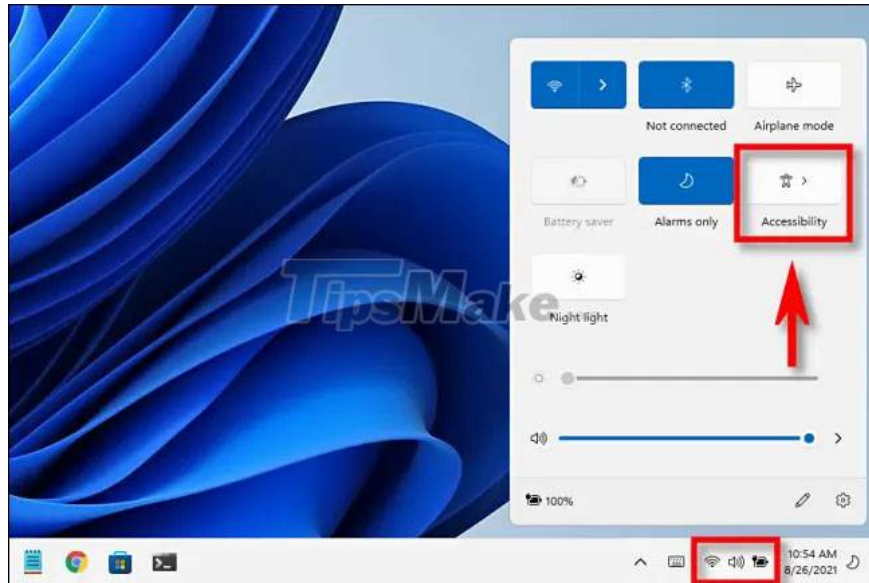 Not connected
Airplane mode
Battery saver
Alarms only
Accessibility
TipsMake
Night light
100%
10:54 AM
8/26/2021